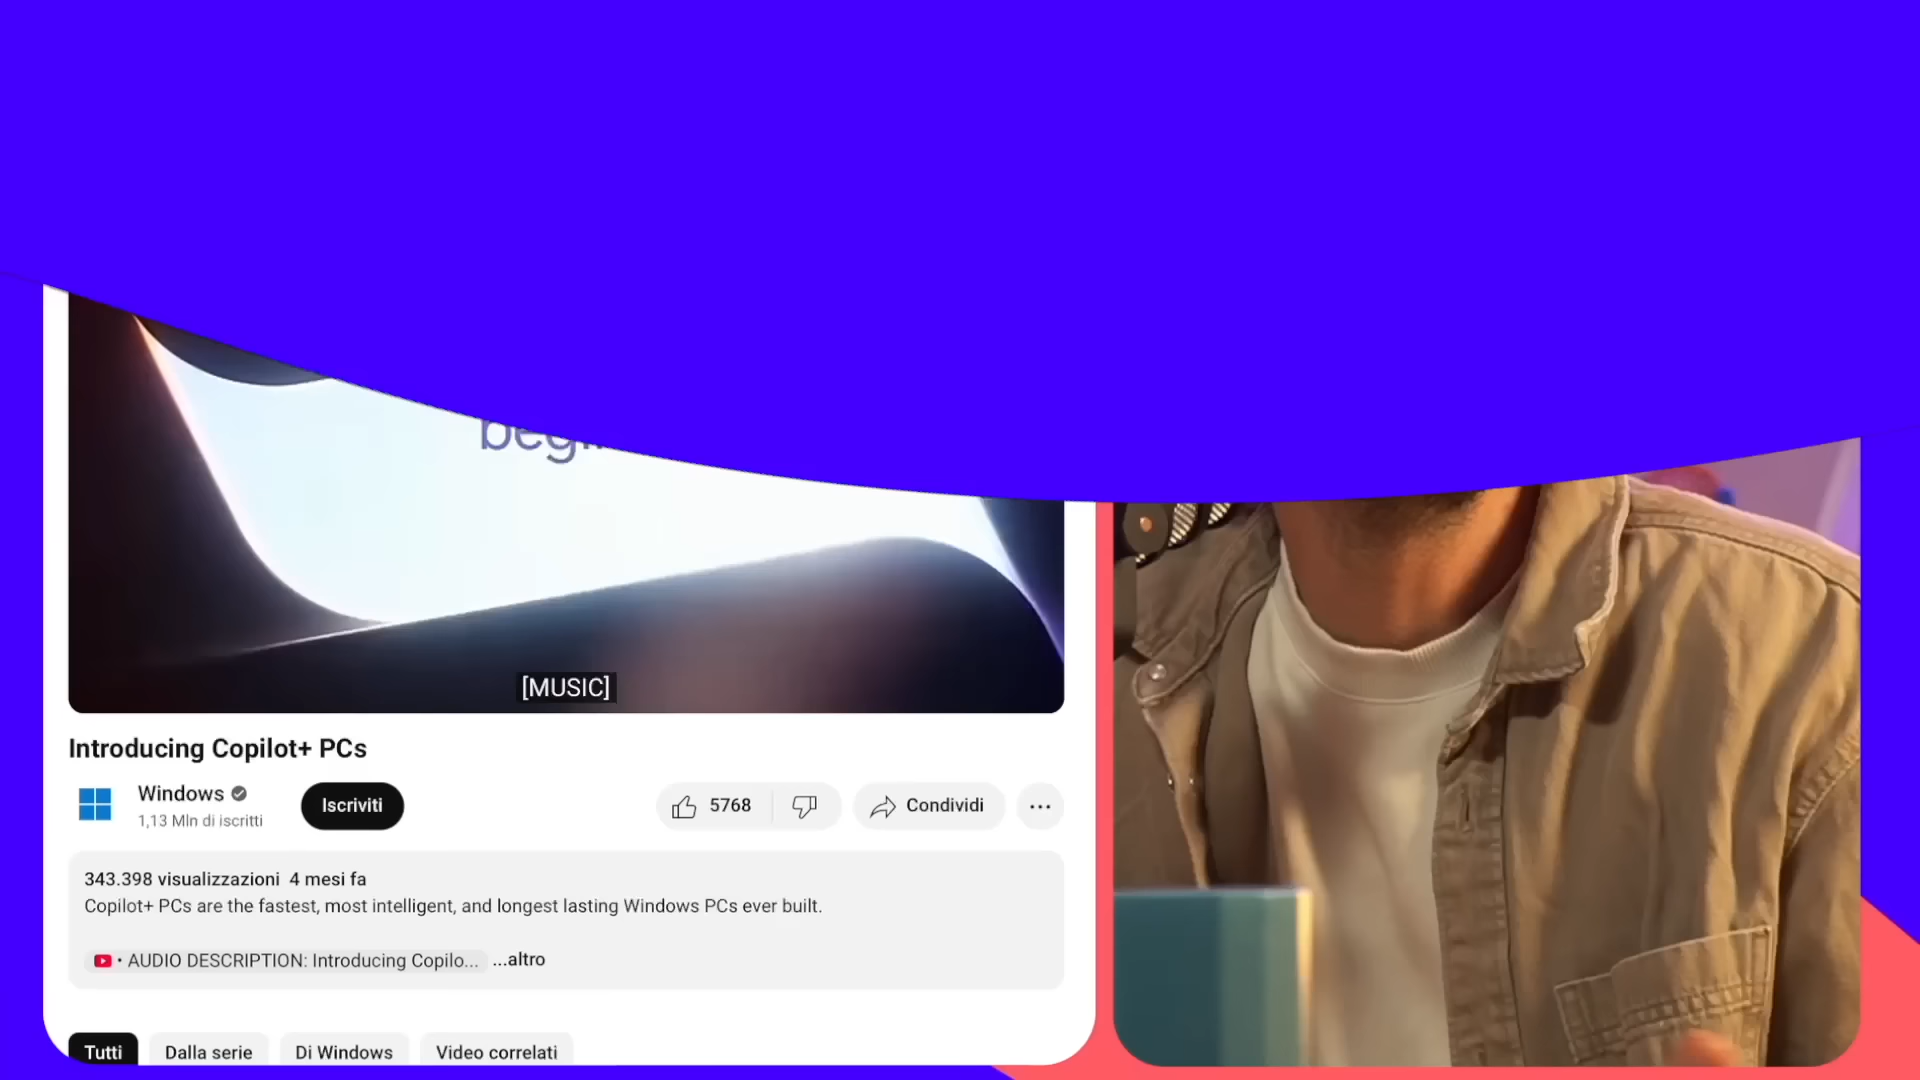 [MUSIC]
Introducing Copilot+ PCs
Windows
1,13 Mln di iscritti
Iscriviti
5768
Condividi
343.398 visualizzazioni 4 mesi fa
Copilot+ PCs are the fastest, most intelligent, and longest lasting Windows PCs ever built.
• AUDIO DESCRIPTION: Introducing Copilo... ...altro
Tutti
Dalla serie
Di Windows
Video correlati